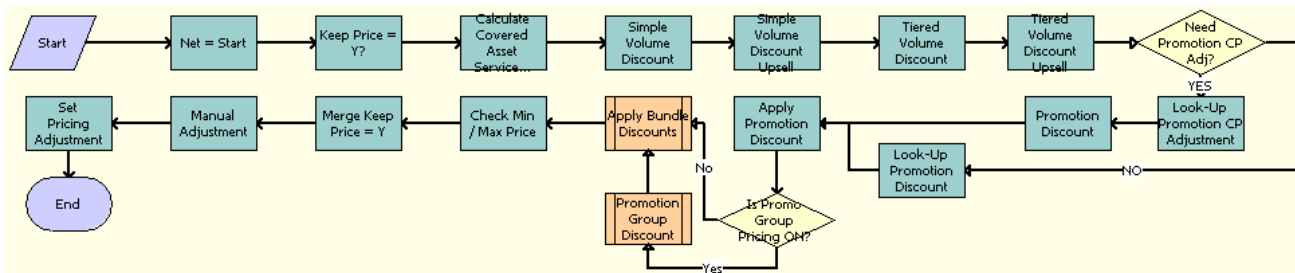 Start
Net = Start
Keep Price =
Y?
Calculate
Covered
Asset
Service...
Simple
Volume
Discount
Simple
Volume
Discount
Upsell
Tiered
Volume
Discount
Tiered
Volume
Discount
Upsell
Need
Promotion CP
Adj?
YES
Set
Pricing
Adjustment
Manual
Adjustment
Merge Keep
Price = Y
Check Min
/ Max Price
Apply Bundle
Discounts
Apply
Promotion
Discount
Promotion
Discount
Look-Up
Promotion CP
Adjustment
Look-Up
Promotion
Discount
NO
No
End
Promotion
Group
Discount
Is Promo-
Group
Pricing ON?
Yes